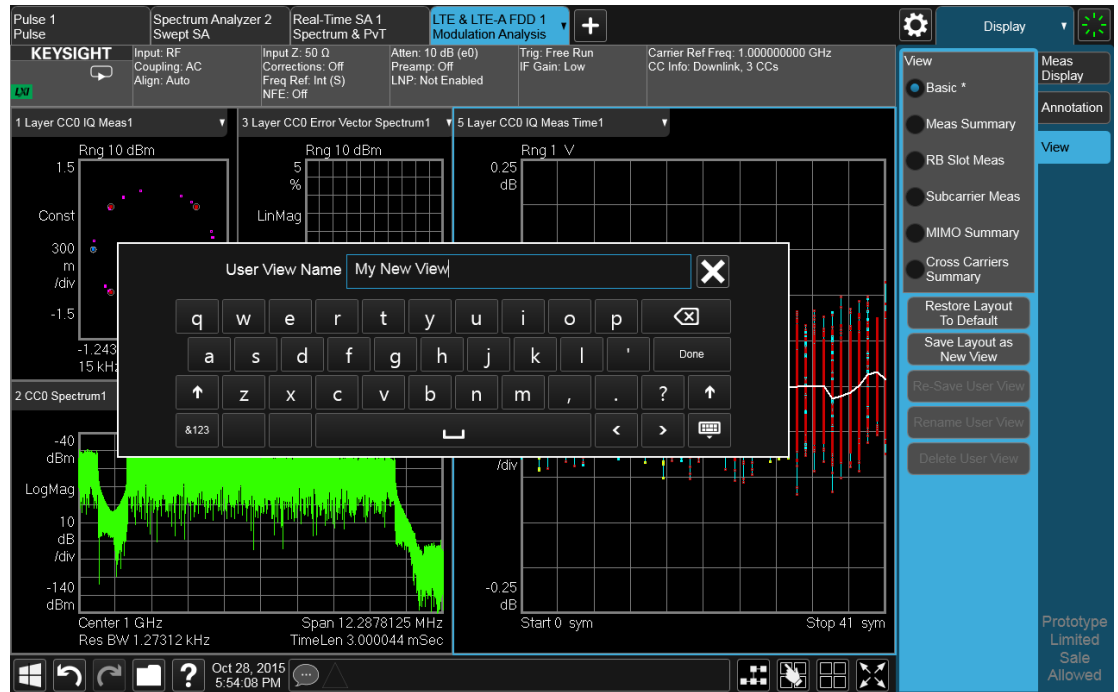 Pulse 1
Pulse
Spectrum Analyzer 2
Swept SA
Real-Time SA 1
Spectrum & PvT
LTE & LTE-A FDD 1
Modulation Analysis
Display
KEYSIGHT
LNI
Input: RF
Coupling: AC
Align: Auto
Input Z: 50 Ω
Corrections: Off
Freq Ref: Int (S)
NFE: Off
Atten: 10 dB (e0)
Preamp: Off
LNP: Not Enabled
Trig: Free Run
IF Gain: Low
Carrier Ref Freq: 1.000000000 GHz
CC Info: Downlink, 3 CCs
1 Layer CC0 IQ Meas1
Rng 10 dBm
1.5
Const
300
m
/div
-1.5
-1.243
15 kHz
3 Layer CC0 Error Vector Spectrum1
Rng 10 dBm
5
%
LinMag
5 Layer CC0 IQ Meas Time1
Rng 1 V
0.25
dB
/div
-0.25
dB
Start 0 sym
Stop 41 sym
User View Name
My New View
q w e r t y u i o p
a s d f g h j k l ' Done
z x c v b n m , . ?
&123 < >
2 CC0 Spectrum1
-40
dBm
LogMag
10
dB
/div
-140
dBm
Center 1 GHz
Span 12.2878125 MHz
Res BW 1.27312 kHz
TimeLen 3.000044 mSec
View
Basic *
Meas Summary
RB Slot Meas
Subcarrier Meas
MIMO Summary
Cross Carriers
Summary
Restore Layout
To Default
Save Layout as
New View
Re-Save User View
Rename User View
Delete User View
Meas
Display
Annotation
View
Prototype
Limited
Sale
Allowed
?
Oct 28, 2015
5:54:08 PM